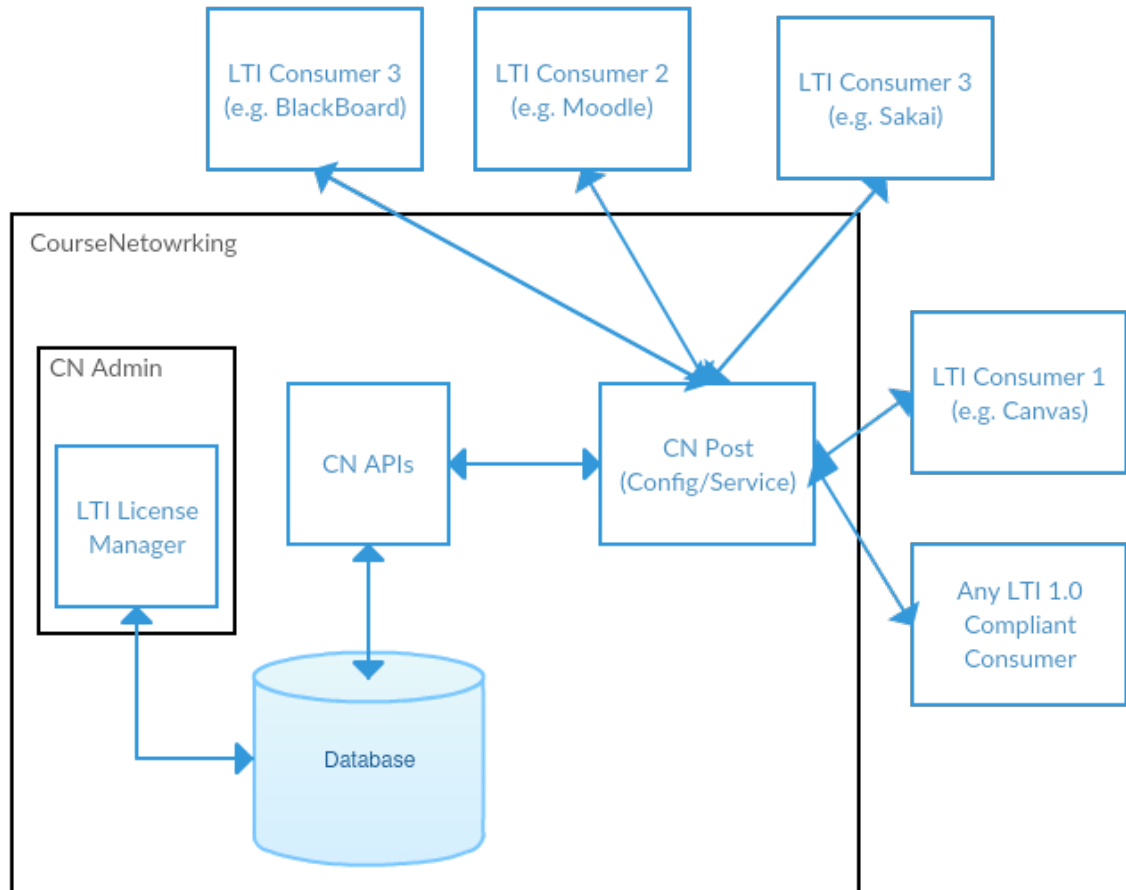 LTI Consumer 3
(e.g. BlackBoard)
LTI Consumer 2
(e.g. Moodle)
LTI Consumer 3
(e.g. Sakai)
CourseNetowrking
CN Admin
LTI License
Manager
CN APIs
CN Post
(Config/Service)
LTI Consumer 1
(e.g. Canvas)
Any LTI 1.0
Compliant
Consumer
Database